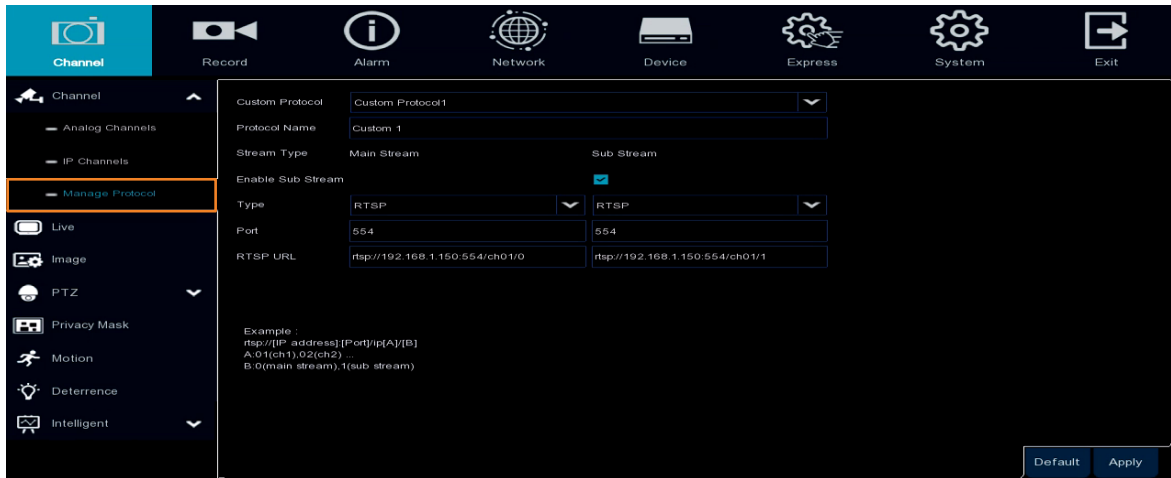 Channel Record Alarm Network Device Express System Exit
Channel
Analog Channels
IP Channels
Manage Protocol
Live
Image
PTZ
Privacy Mask
Motion
Deterrence
Intelligent
Custom Protocol Custom Protocol1
Protocol Name Custom 1
Stream Type Main Stream Sub Stream
Enable Sub Stream
Type RTSP RTSP
Port 554 554
RTSP URL rtsp://192.168.1.150:554/ch01/0 rtsp://192.168.1.150:554/ch01/1
Example :
rtsp://[IP address]:[Port]/ip[A]/[B]
A:01(ch1),02(ch2) ...
B:0(main stream),1(sub stream)
Default Apply